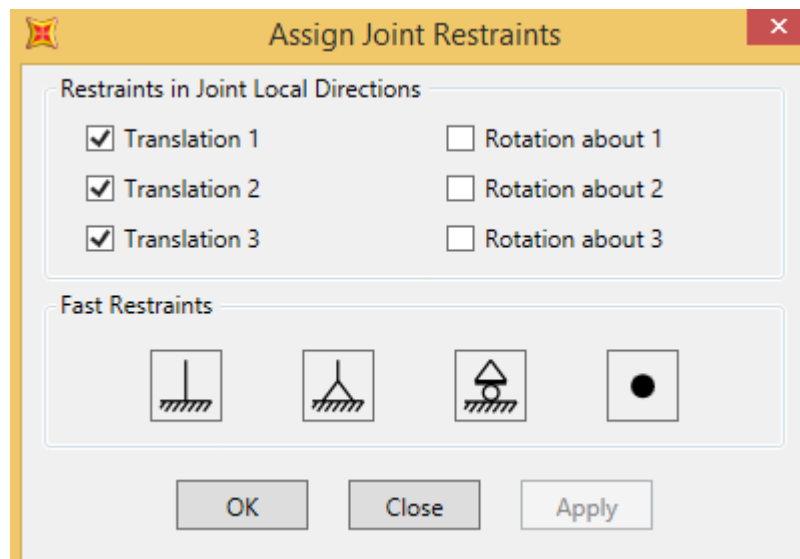 Assign Joint Restraints
Restraints in Joint Local Directions
Translation 1
Rotation about 1
Translation 2
Rotation about 2
Translation 3
Rotation about 3
Fast Restraints
OK
Close
Apply